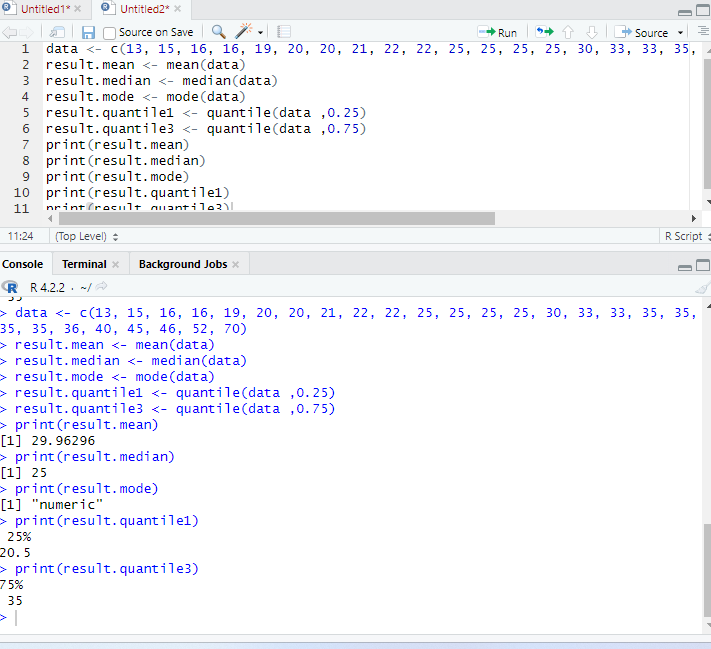 Untitled1* × Untitled2* ×
Source on Save Run Source
1 data <- c(13, 15, 16, 16, 19, 20, 20, 21, 22, 22, 25, 25, 25, 25, 30, 33, 33, 35,
2 result.mean <- mean(data)
3 result.median <- median(data)
4 result.mode <- mode(data)
5 result.quantile1 <- quantile(data ,0.25)
6 result.quantile3 <- quantile(data ,0.75)
7 print(result.mean)
8 print(result.median)
9 print(result.mode)
10 print(result.quantile1)
11 print(result.quantile3)
11:24 (Top Level) R Script
Console Terminal × Background Jobs ×
R 4.2.2 · ~/
> data <- c(13, 15, 16, 16, 19, 20, 20, 21, 22, 22, 25, 25, 25, 25, 30, 33, 33, 35, 35,
35, 35, 36, 40, 45, 46, 52, 70)
> result.mean <- mean(data)
> result.median <- median(data)
> result.mode <- mode(data)
> result.quantile1 <- quantile(data ,0.25)
> result.quantile3 <- quantile(data ,0.75)
> print(result.mean)
[1] 29.96296
> print(result.median)
[1] 25
> print(result.mode)
[1] "numeric"
> print(result.quantile1)
25%
20.5
> print(result.quantile3)
75%
35
>